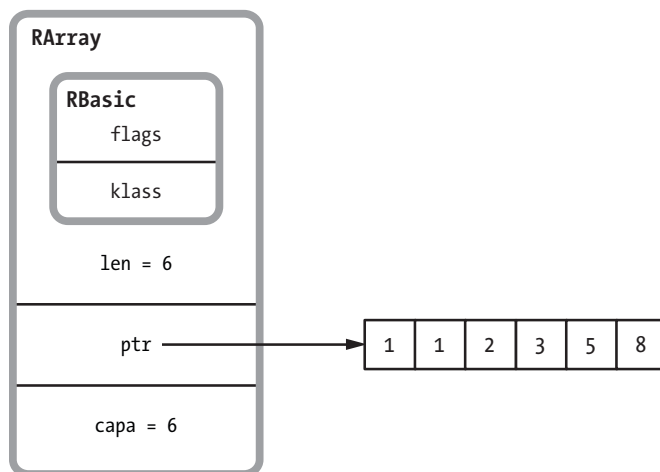 RArray
RBasic
flags
klass
len = 6
ptr
1 1 2 3 5 8
capa = 6